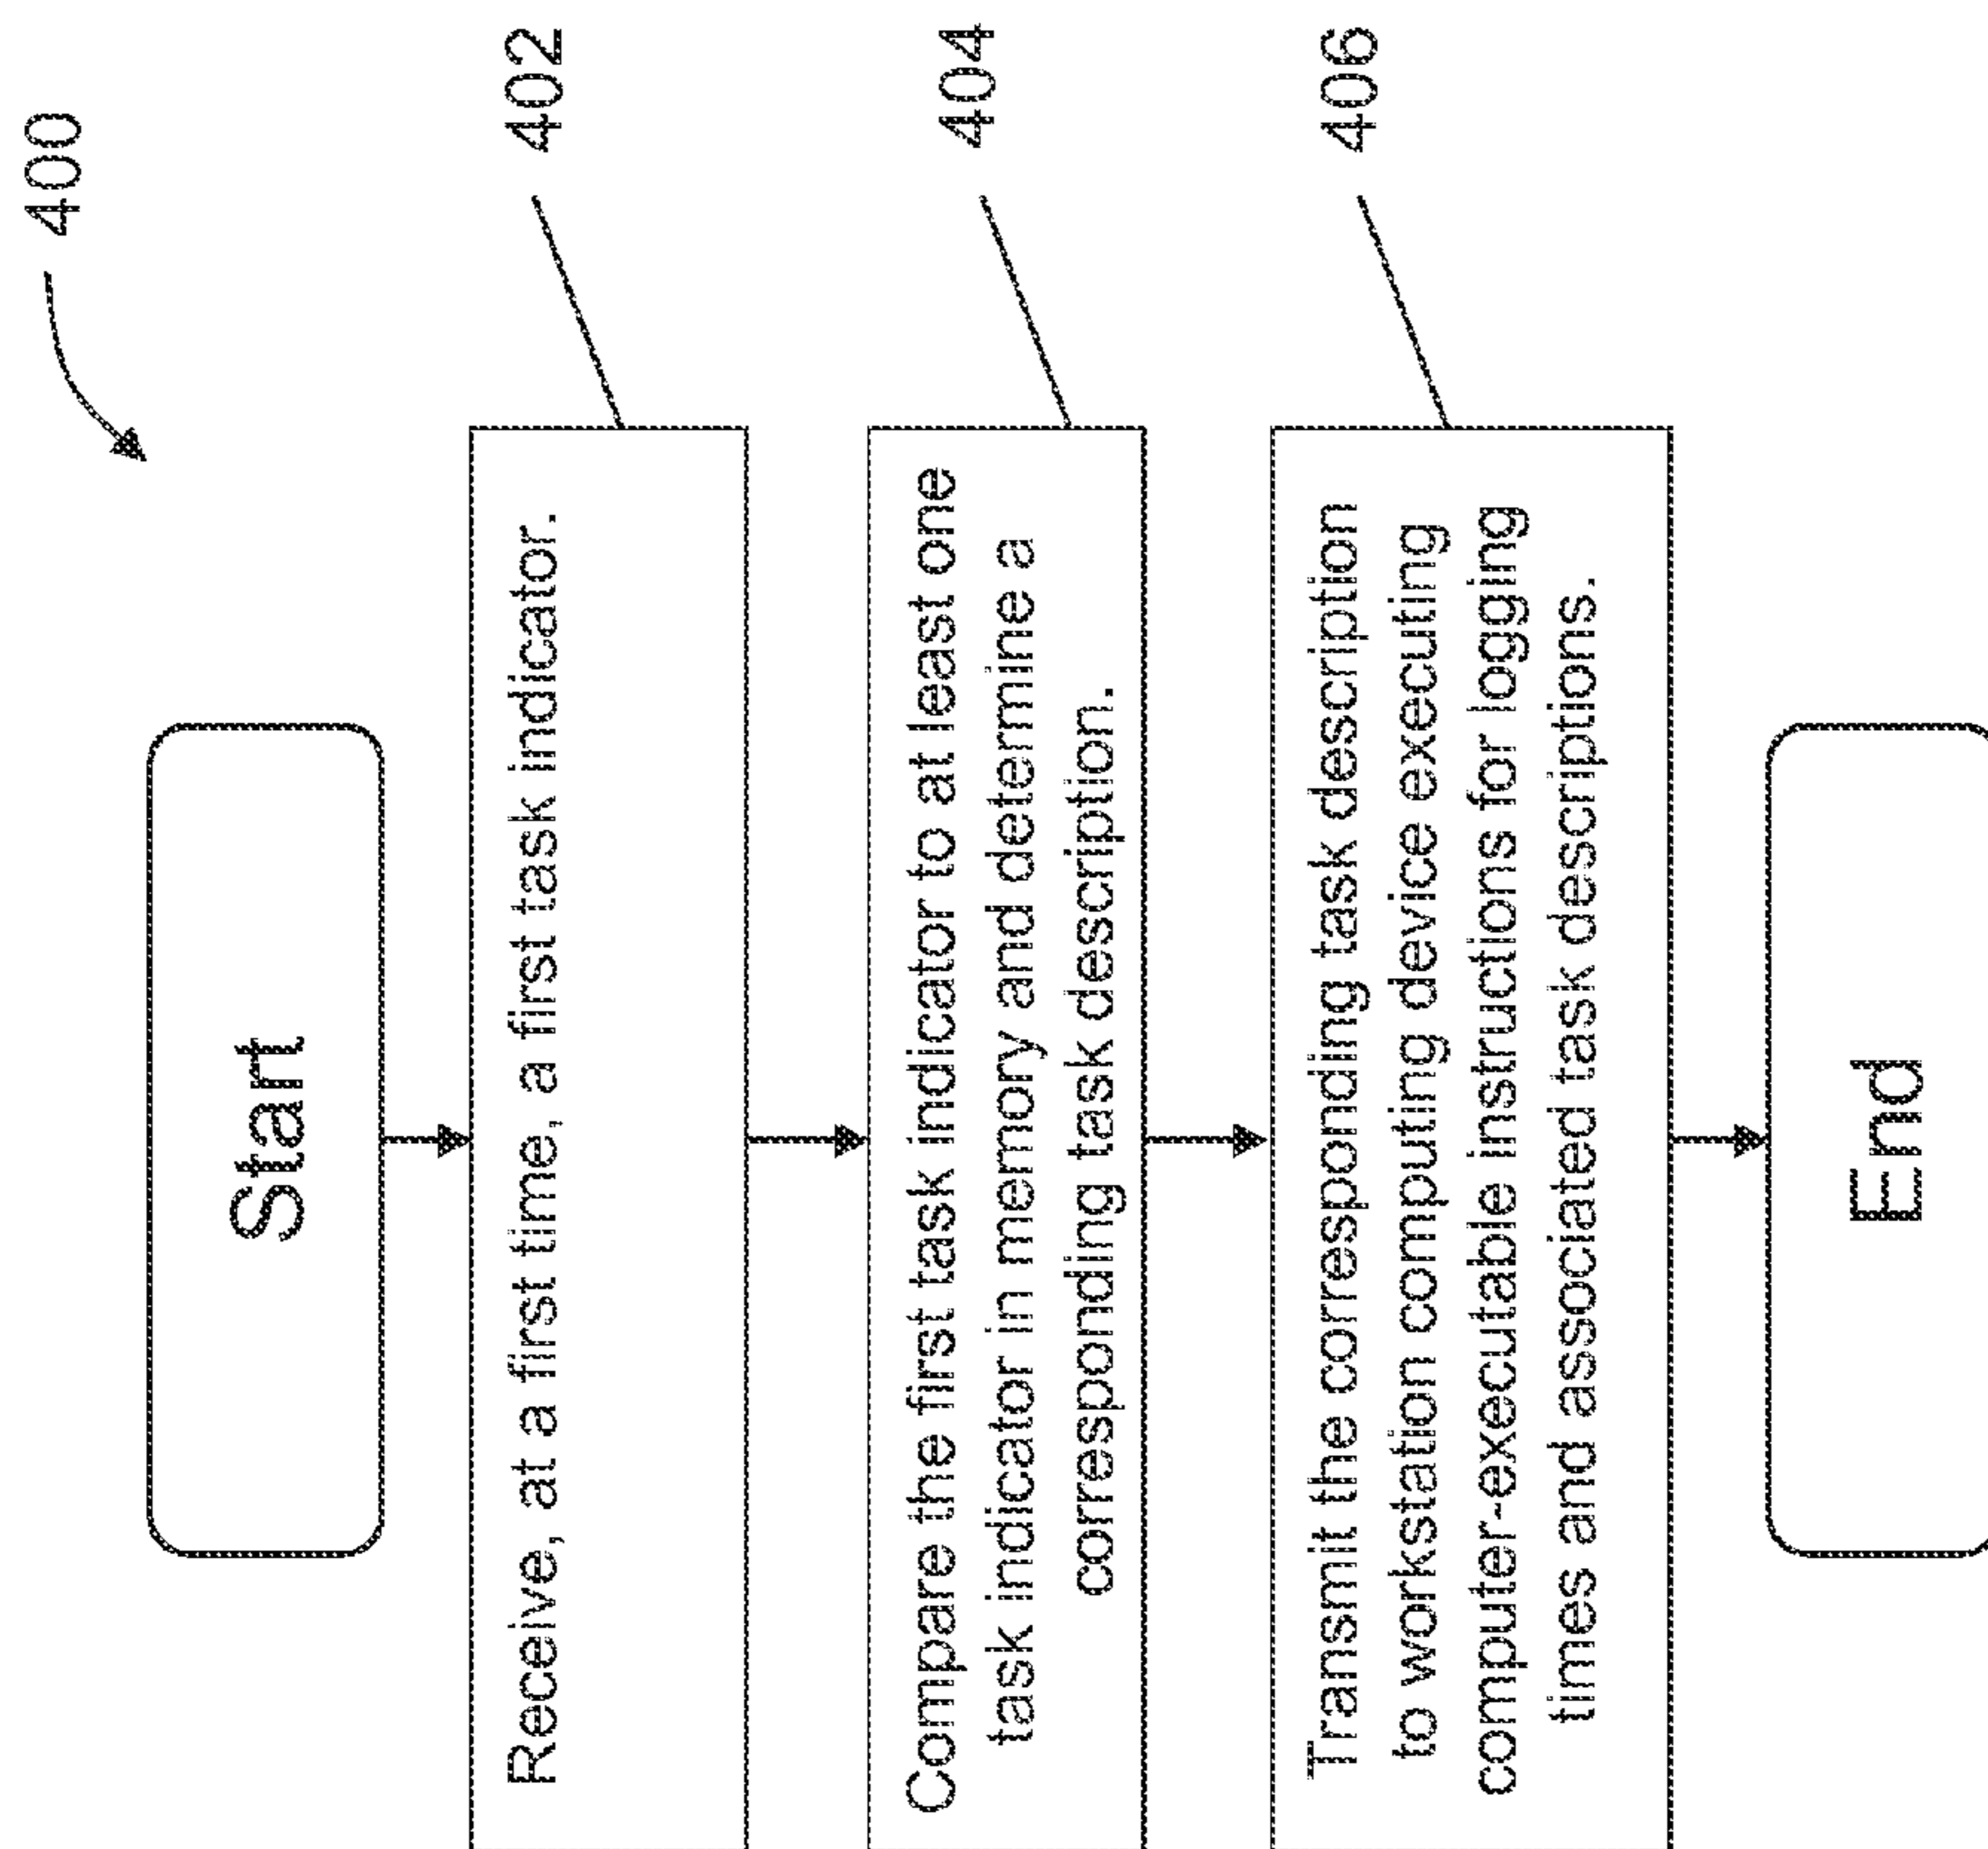 400
Start
Receive, at a first time, a first task indicator.
402
Compare the first task indicator to at least one
task indicator in memory and determine a
corresponding task description.
404
Transmit the corresponding task description
to workstation computing device executing
computer-executable instructions for logging
times and associated task descriptions.
406
End